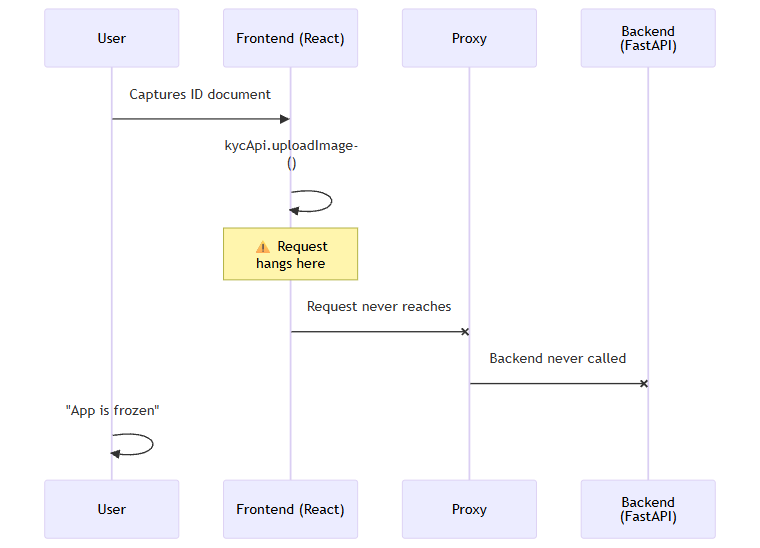 User
Frontend (React)
Proxy
Backend
(FastAPI)
Captures ID document
kycApi.uploadImage-
()
⚠️ Request
hangs here
Request never reaches
Backend never called
"App is frozen"
User
Frontend (React)
Proxy
Backend
(FastAPI)